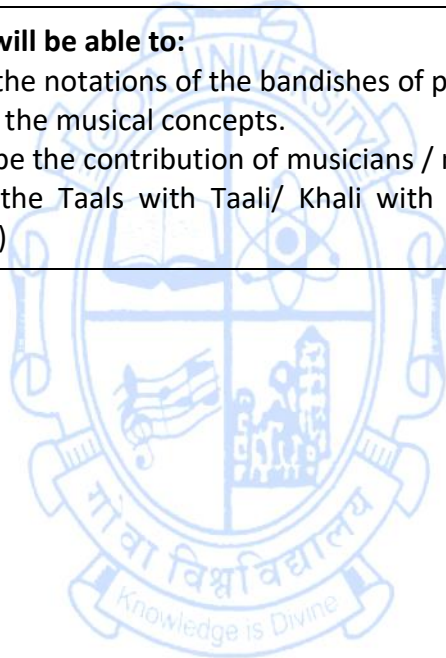 will be able to:
the notations of the bandishes of p
the musical concepts.
be the contribution of musicians /
the Taals with Taali/ Khali with
)
GOA UNIVERSITY
गोंवा विश्वविद्यालय
Knowledge is Divine